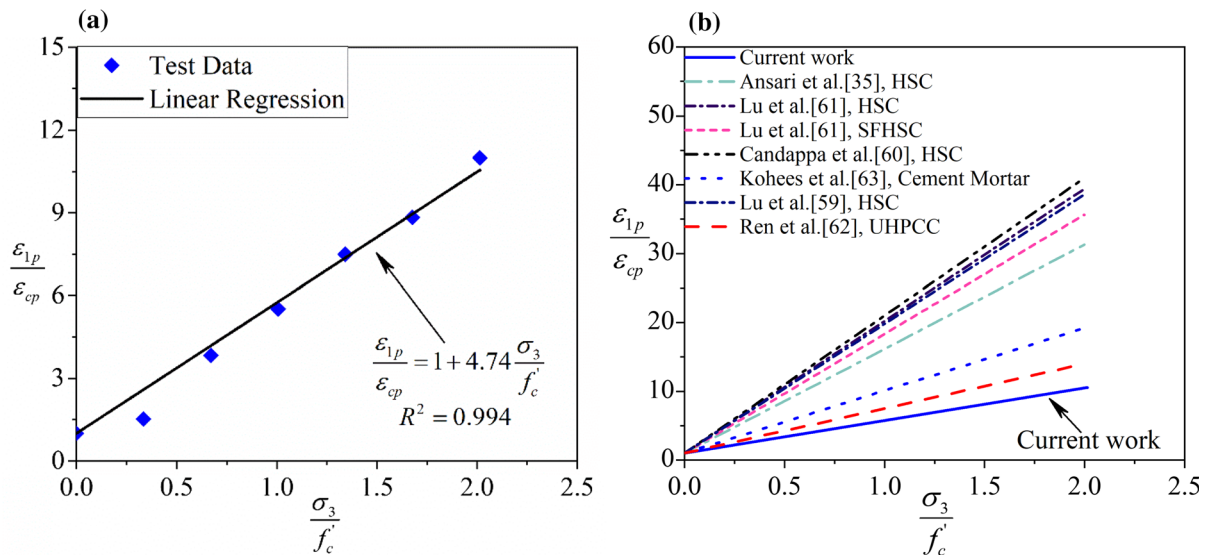 (a)
15
12
9
6
3
0
0.0 0.5 1.0 1.5 2.0 2.5
Test Data
Linear Regression
ε1p/εcp
ε1p/εcp = 1 + 4.74 σ3/f'c
R² = 0.994
σ3/f'c
(b)
60
50
40
30
20
10
0
0.0 0.5 1.0 1.5 2.0 2.5
Current work
Ansari et al.[35], HSC
Lu et al.[61], HSC
Lu et al.[61], SFHSC
Candappa et al.[60], HSC
Kohees et al.[63], Cement Mortar
Lu et al.[59], HSC
Ren et al.[62], UHPCC
ε1p/εcp
Current work
σ3/f'c